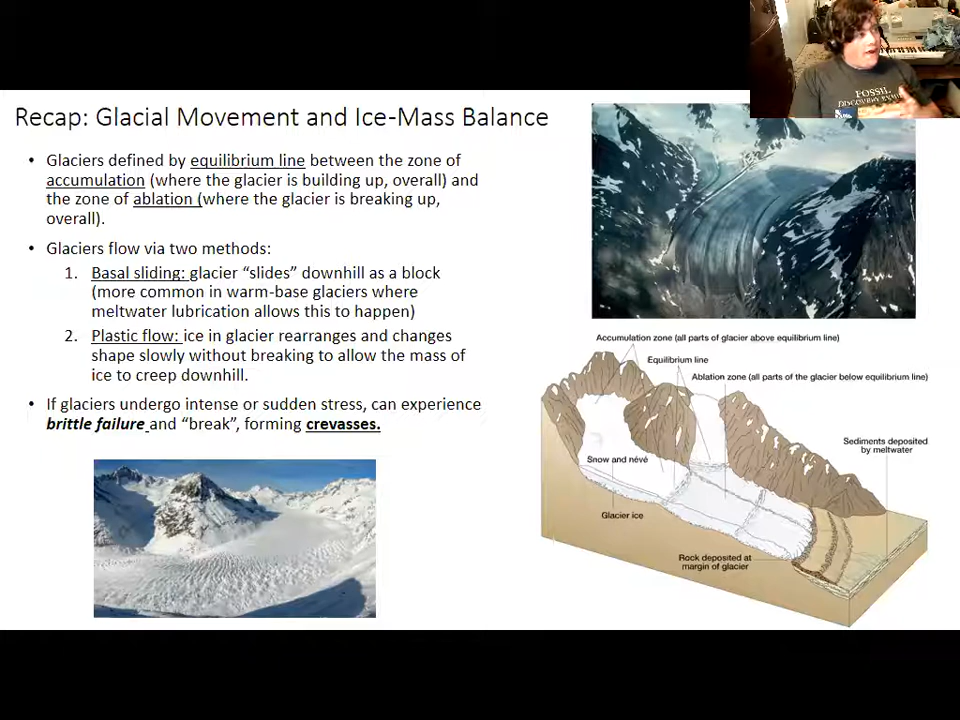 Recap: Glacial Movement and Ice-Mass Balance
• Glaciers defined by equilibrium line between the zone of
accumulation (where the glacier is building up, overall) and
the zone of ablation (where the glacier is breaking up,
overall).
• Glaciers flow via two methods:
1. Basal sliding: glacier “slides” downhill as a block
(more common in warm-base glaciers where
meltwater lubrication allows this to happen)
2. Plastic flow: ice in glacier rearranges and changes
shape slowly without breaking to allow the mass of
ice to creep downhill.
• If glaciers undergo intense or sudden stress, can experience
brittle failure and “break”, forming crevasses.
FOSSIL
Accumulation zone (all parts of glacier above equilibrium line)
Equilibrium line
Ablation zone (all parts of the glacier below equilibrium line)
Sediments deposited
by meltwater
Snow and névé
Glacier ice
Rock deposited at
margin of glacier